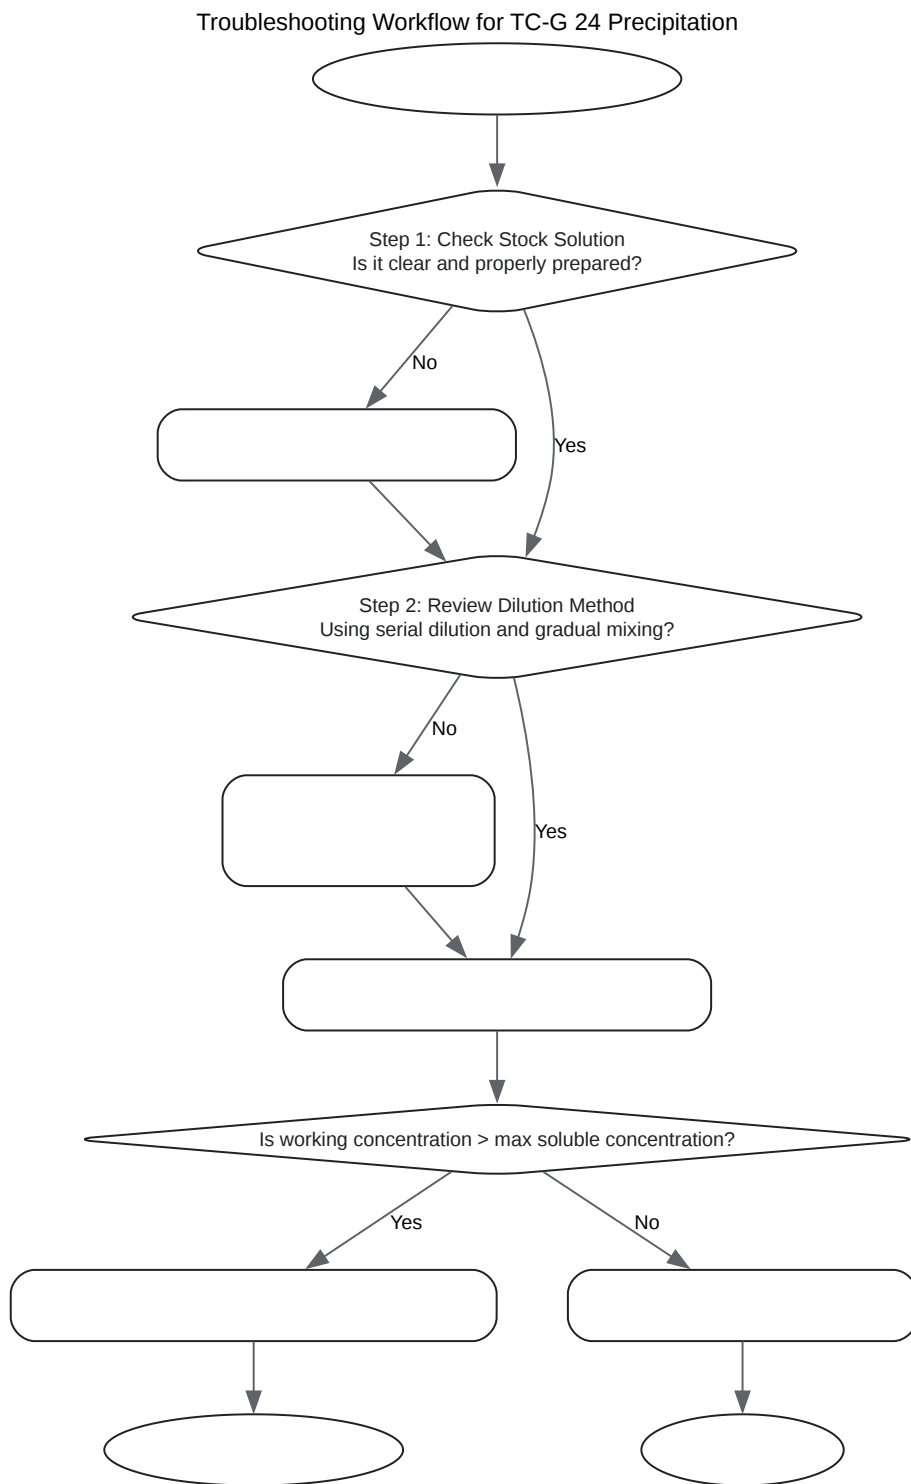 Troubleshooting Workflow for TC-G 24 Precipitation
Step 1: Check Stock Solution
Is it clear and properly prepared?
No
Yes
Step 2: Review Dilution Method
Using serial dilution and gradual mixing?
No
Yes
Is working concentration > max soluble concentration?
Yes
No